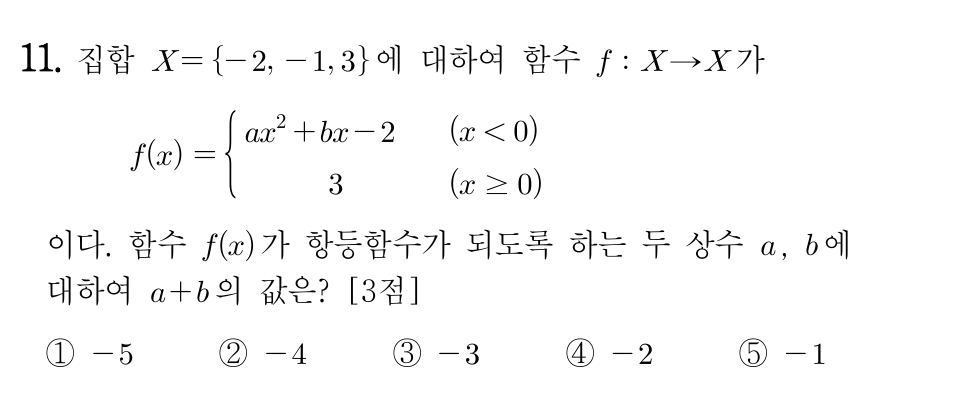 11. 집합 X={-2, -1, 3}에 대하여 함수 f : X→X가
f(x) = { ax²+bx-2 (x < 0)
3 (x ≥ 0)
이다. 함수 f(x)가 항등함수가 되도록 하는 두 상수 a, b에
대하여 a+b의 값은? [3점]
① -5 ② -4 ③ -3 ④ -2 ⑤ -1